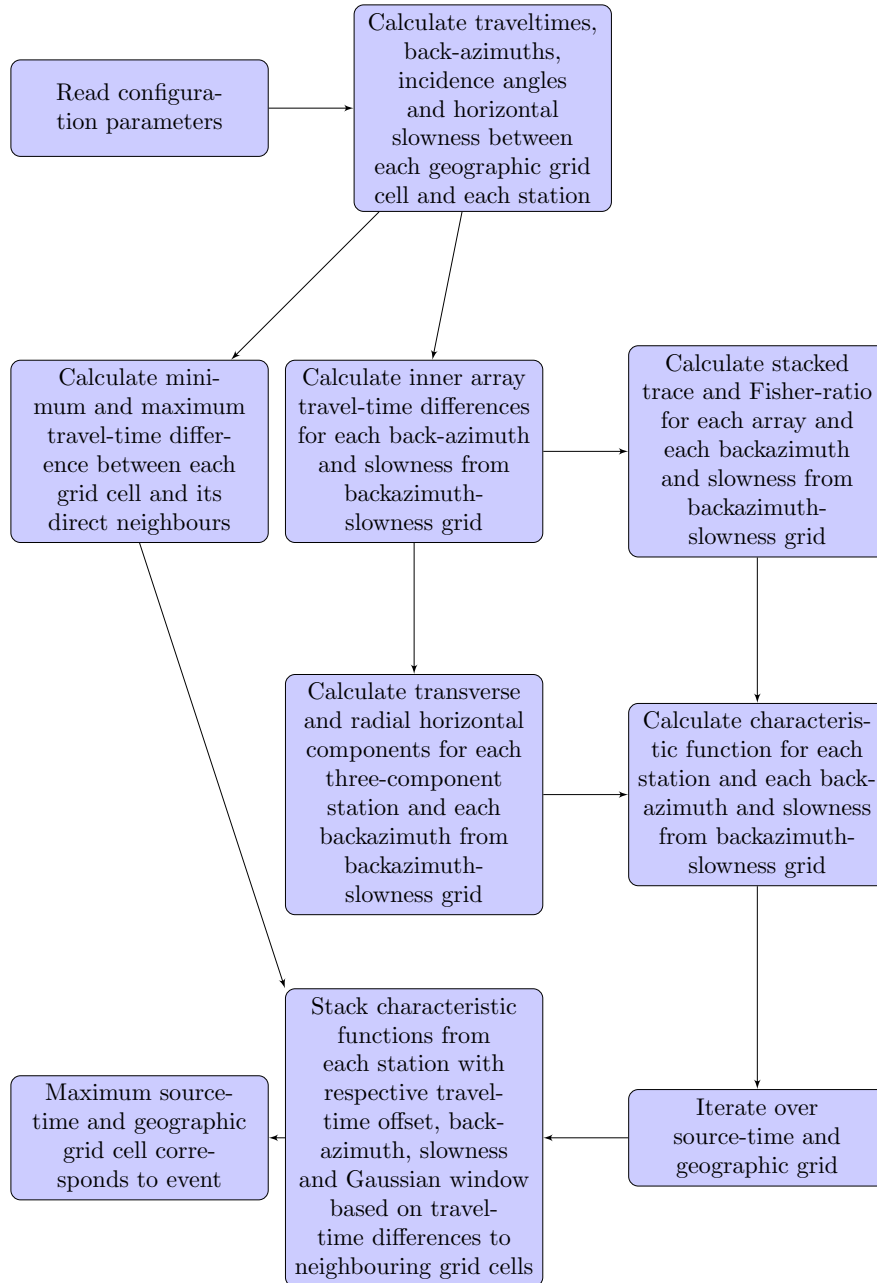 Read configura-
tion parameters
Calculate traveltimes,
back-azimuths,
incidence angles
and horizontal
slowness between
each geographic grid
cell and each station
Calculate mini-
mum and maximum
travel-time differ-
ence between each
grid cell and its
direct neighbours
Calculate inner array
travel-time differences
for each back-azimuth
and slowness from
backazimuth-
slowness grid
Calculate stacked
trace and Fisher-ratio
for each array and
each backazimuth
and slowness from
backazimuth-
slowness grid
Calculate transverse
and radial horizontal
components for each
three-component
station and each
backazimuth from
backazimuth-
slowness grid
Calculate characteris-
tic function for each
station and each back-
azimuth and slowness
from backazimuth-
slowness grid
Maximum source-
time and geographic
grid cell corre-
sponds to event
Stack characteristic
functions from
each station with
respective travel-
time offset, back-
azimuth, slowness
and Gaussian window
based on travel-
time differences to
neighbouring grid cells
Iterate over
source-time and
geographic grid